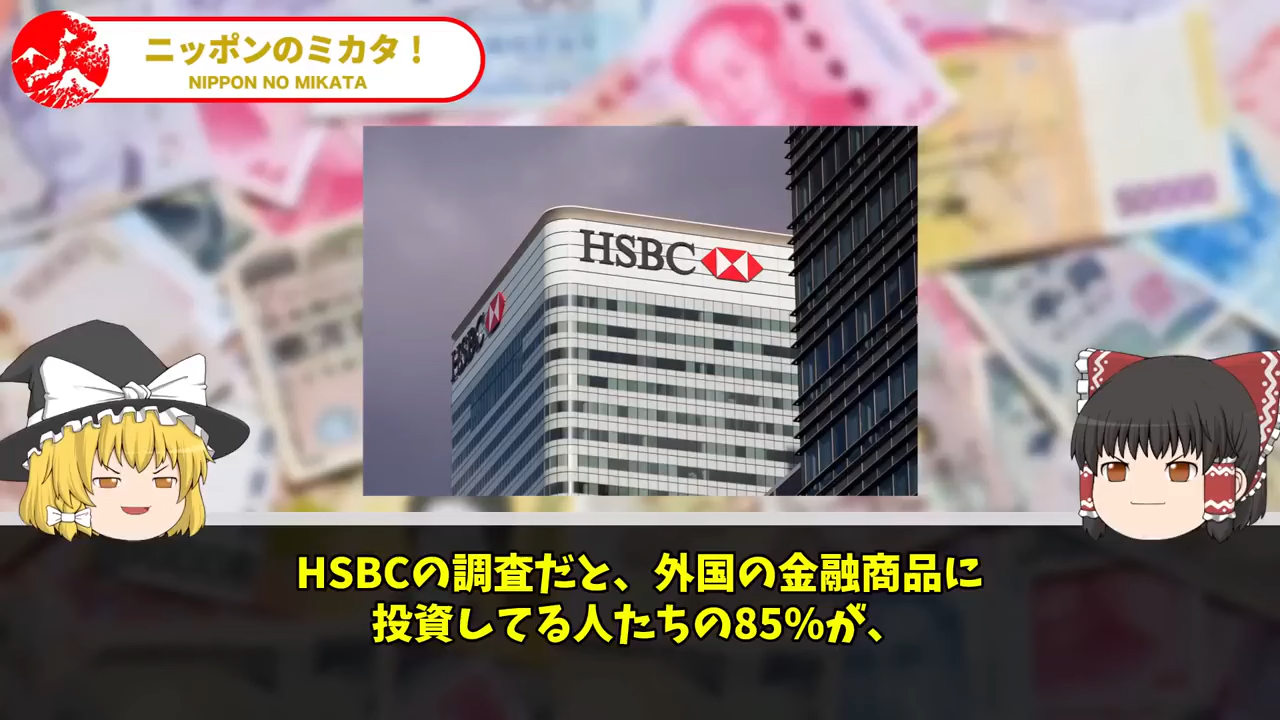 ニッポンのミカタ！
NIPPON NO MIKATA
HSBC
HSBC
50000
HSBCの調査だと、外国の金融商品に
投資してる人たちの85%が、